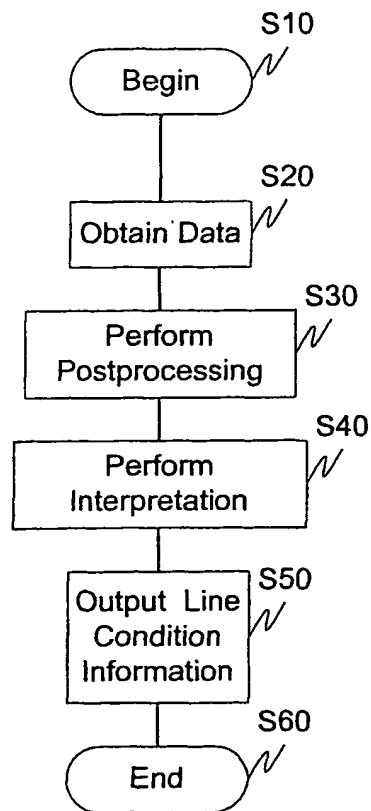 S10
Begin
S20
Obtain Data
S30
Perform
Postprocessing
S40
Perform
Interpretation
S50
Output Line
Condition
Information
S60
End